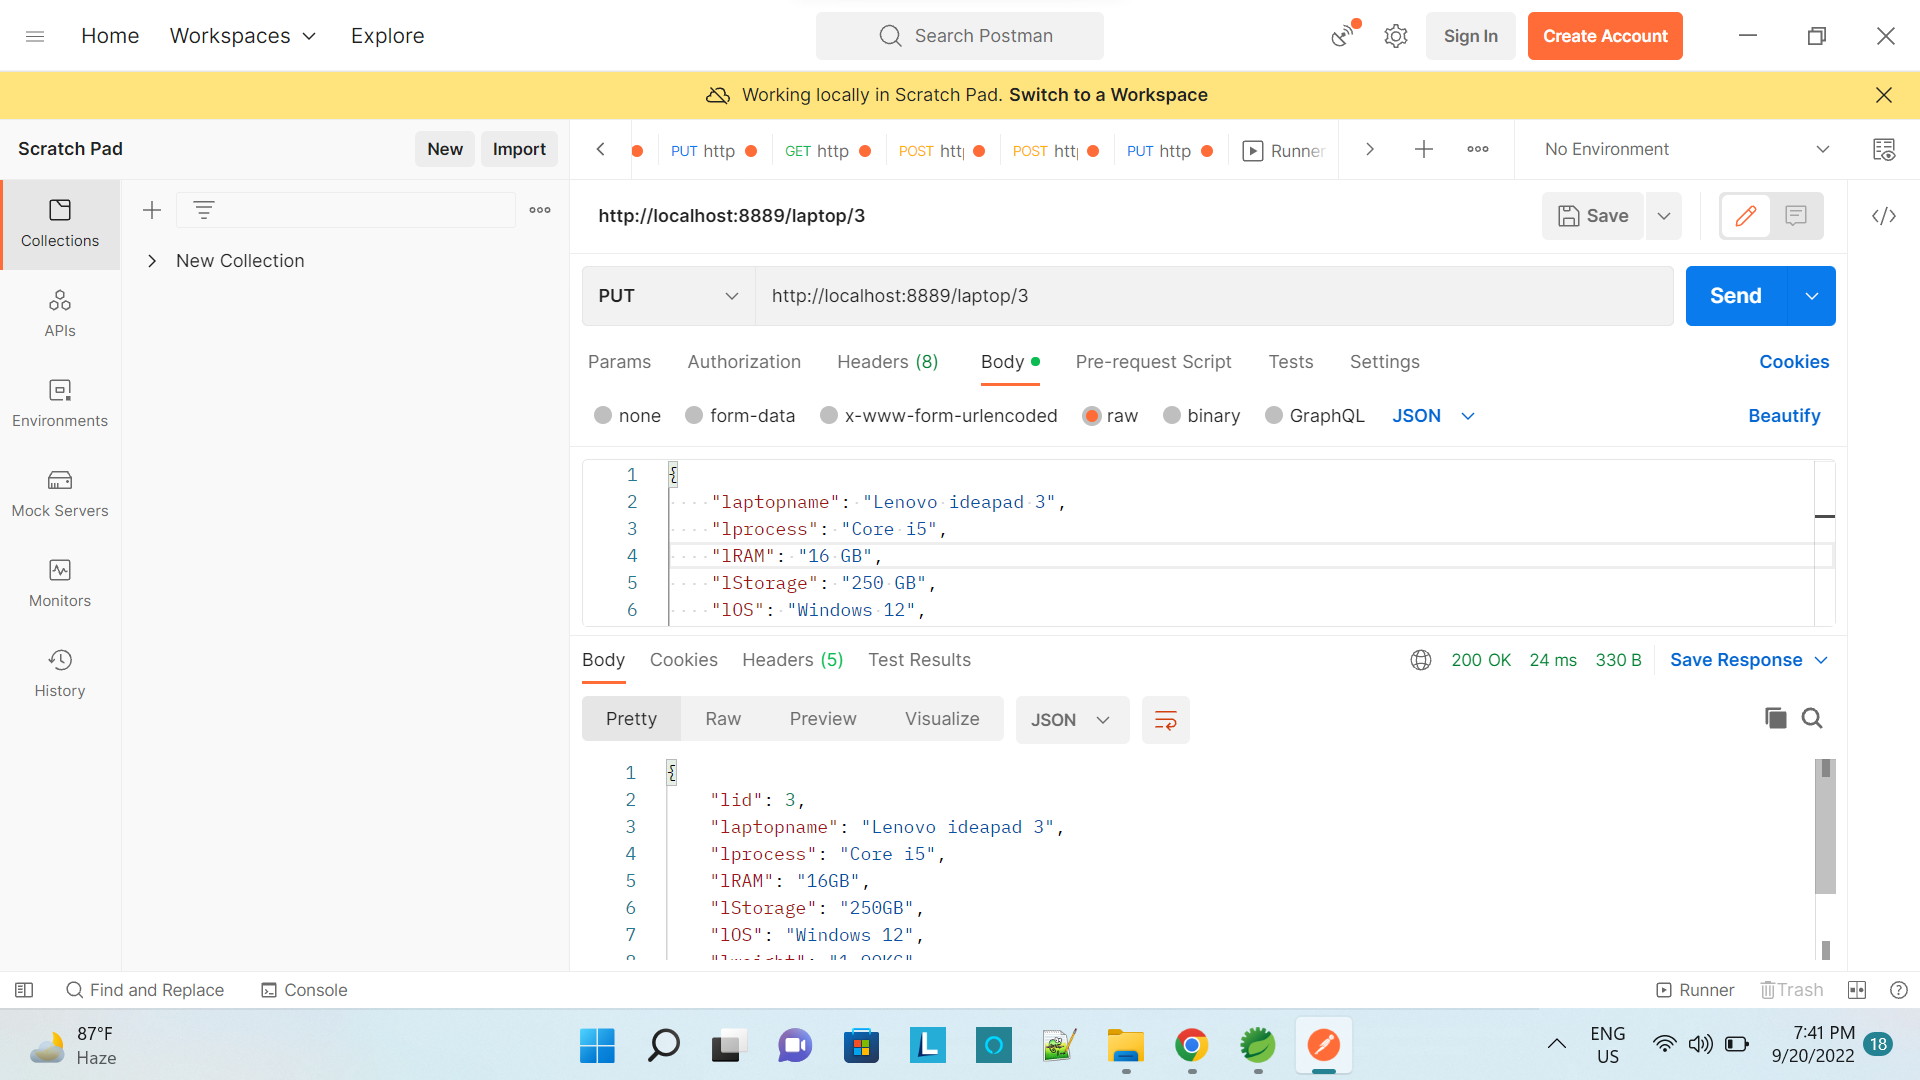 Home Workspaces Explore Search Postman Sign In Create Account
Working locally in Scratch Pad. Switch to a Workspace
Scratch Pad New Import PUT http GET http POST htt POST htt PUT http Runner No Environment
http://localhost:8889/laptop/3 Save
Collections
New Collection
PUT http://localhost:8889/laptop/3 Send
APIs
Params Authorization Headers (8) Body Pre-request Script Tests Settings Cookies
none form-data x-www-form-urlencoded raw binary GraphQL JSON Beautify
Environments
1 {
2 "laptopname": "Lenovo ideapad 3",
3 "lprocess": "Core i5",
4 "lRAM": "16 GB",
5 "lStorage": "250 GB",
6 "lOS": "Windows 12",
Mock Servers
Monitors
History
Body Cookies Headers (5) Test Results 200 OK 24 ms 330 B Save Response
Pretty Raw Preview Visualize JSON
1 {
2 "lid": 3,
3 "laptopname": "Lenovo ideapad 3",
4 "lprocess": "Core i5",
5 "lRAM": "16GB",
6 "lStorage": "250GB",
7 "lOS": "Windows 12",
Find and Replace Console Runner Trash
87°F
Haze
ENG
US
7:41 PM
9/20/2022
18